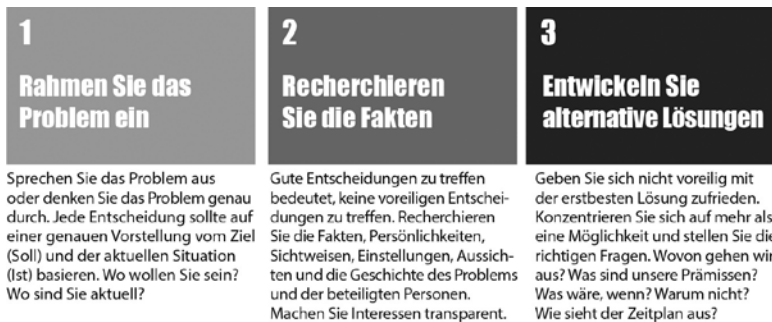 1
Rahmen Sie das
Problem ein
Sprechen Sie das Problem aus
oder denken Sie das Problem genau
durch. Jede Entscheidung sollte auf
einer genauen Vorstellung vom Ziel
(Soll) und der aktuellen Situation
(Ist) basieren. Wo wollen Sie sein?
Wo sind Sie aktuell?
2
Recherchieren
Sie die Fakten
Gute Entscheidungen zu treffen
bedeutet, keine voreiligen Entschei-
dungen zu treffen. Recherchieren
Sie die Fakten, Persönlichkeiten,
Sichtweisen, Einstellungen, Aussich-
ten und die Geschichte des Problems
und der beteiligten Personen.
Machen Sie Interessen transparent.
3
Entwickeln Sie
alternative Lösungen
Geben Sie sich nicht voreilig mit
der erstbesten Lösung zufrieden.
Konzentrieren Sie sich auf mehr als
eine Möglichkeit und stellen Sie die
richtigen Fragen. Wovon gehen wir
aus? Was sind unsere Prämissen?
Was wäre, wenn? Warum nicht?
Wie sieht der Zeitplan aus?